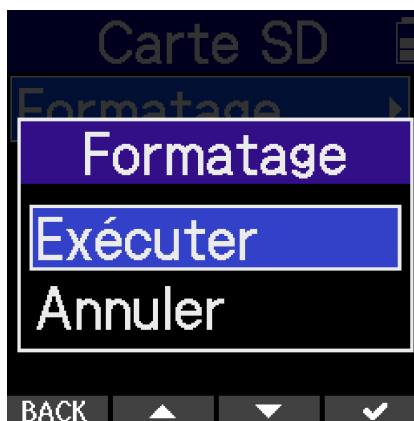 Carte SD
Formatage
Formatage
Exécuter
Annuler
BACK